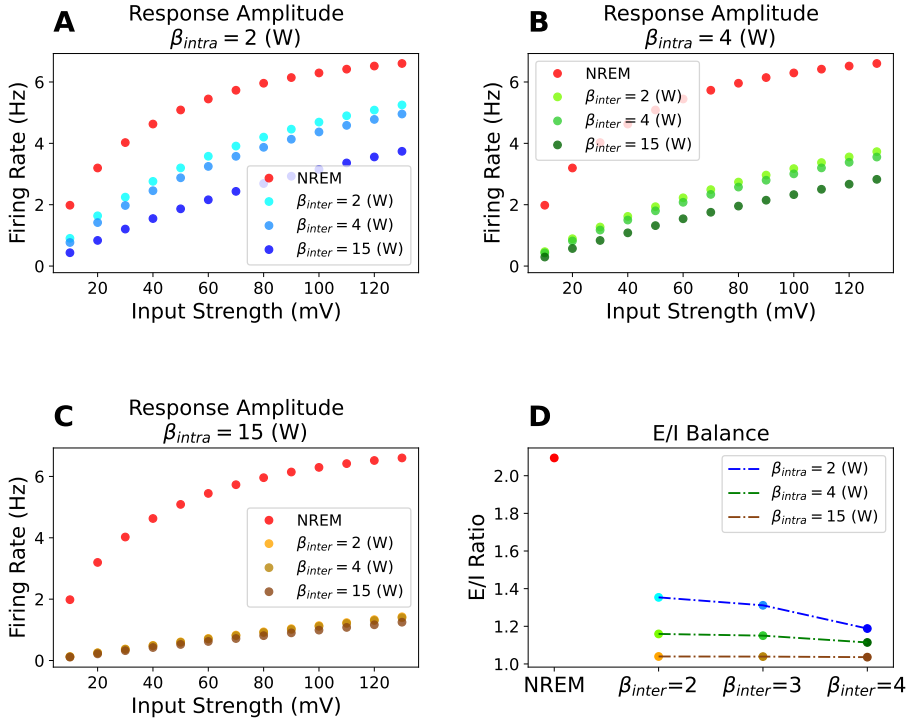 A
Response Amplitude
β_intra = 2 (W)
Firing Rate (Hz)
6
4
2
0
NREM
β_inter = 2 (W)
β_inter = 4 (W)
β_inter = 15 (W)
20 40 60 80 100 120
Input Strength (mV)
B
Response Amplitude
β_intra = 4 (W)
Firing Rate (Hz)
6
4
2
0
NREM
β_inter = 2 (W)
β_inter = 4 (W)
β_inter = 15 (W)
20 40 60 80 100 120
Input Strength (mV)
C
Response Amplitude
β_intra = 15 (W)
Firing Rate (Hz)
6
4
2
0
NREM
β_inter = 2 (W)
β_inter = 4 (W)
β_inter = 15 (W)
20 40 60 80 100 120
Input Strength (mV)
D
E/I Balance
E/I Ratio
2.0
1.8
1.6
1.4
1.2
1.0
β_intra = 2 (W)
β_intra = 4 (W)
β_intra = 15 (W)
NREM β_inter=2 β_inter=3 β_inter=4